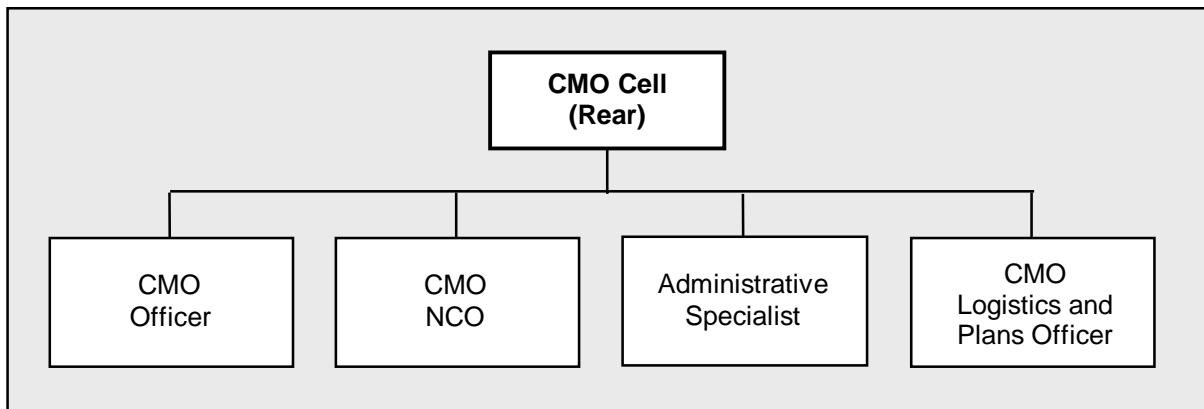 CMO Cell
(Rear)
CMO
Officer
CMO
NCO
Administrative
Specialist
CMO
Logistics and
Plans Officer